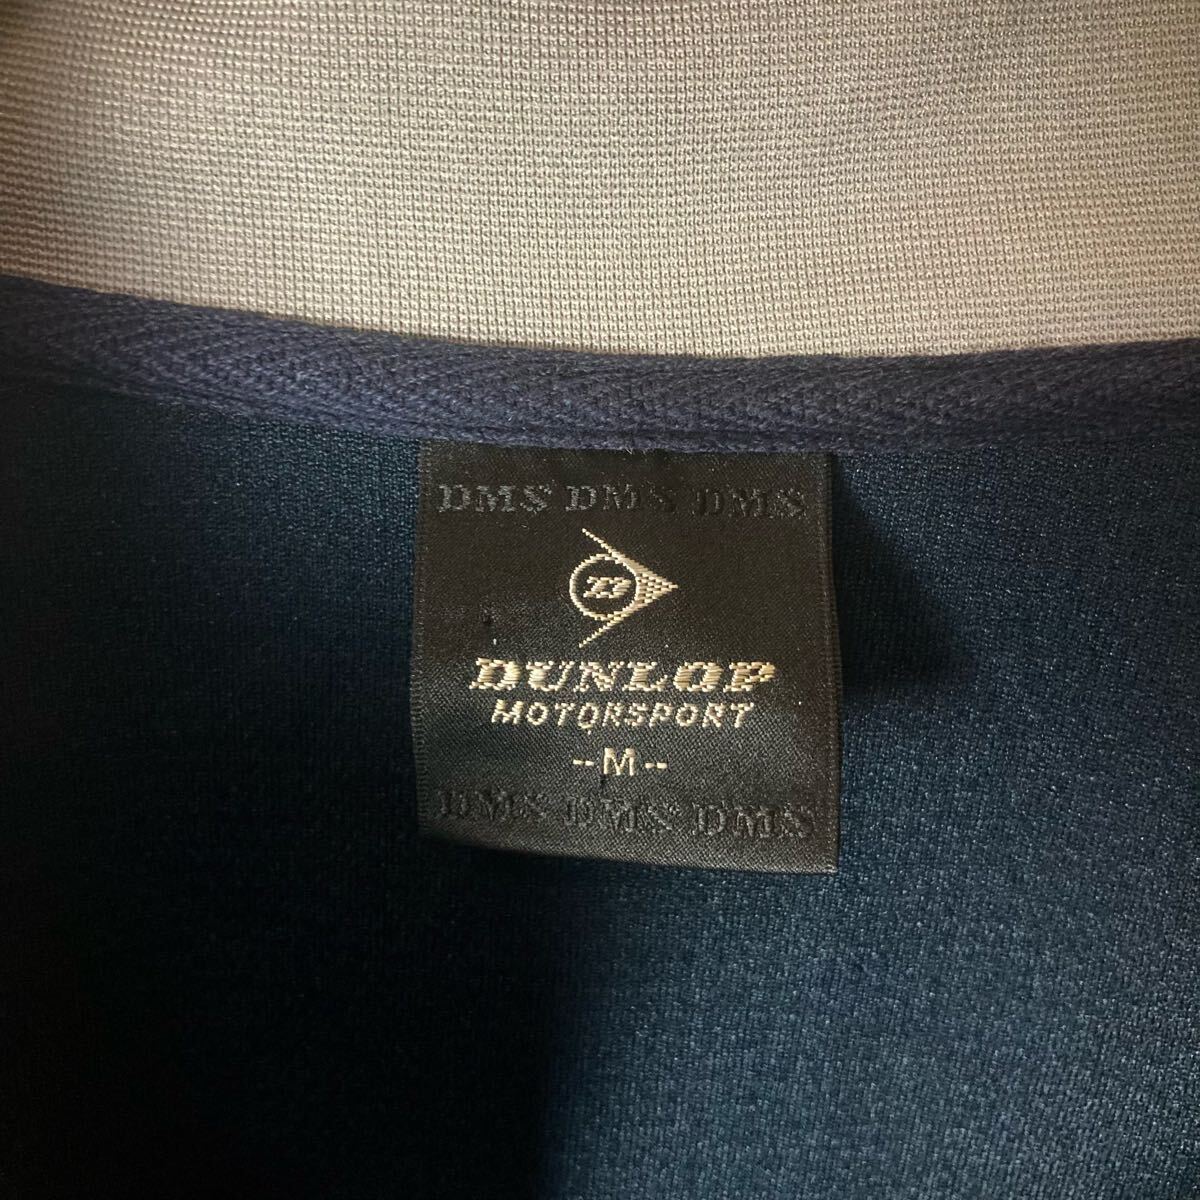 DMS DMS DMS
D
DUNLOP
MOTORSPORT
--M--
DMS DMS DMS